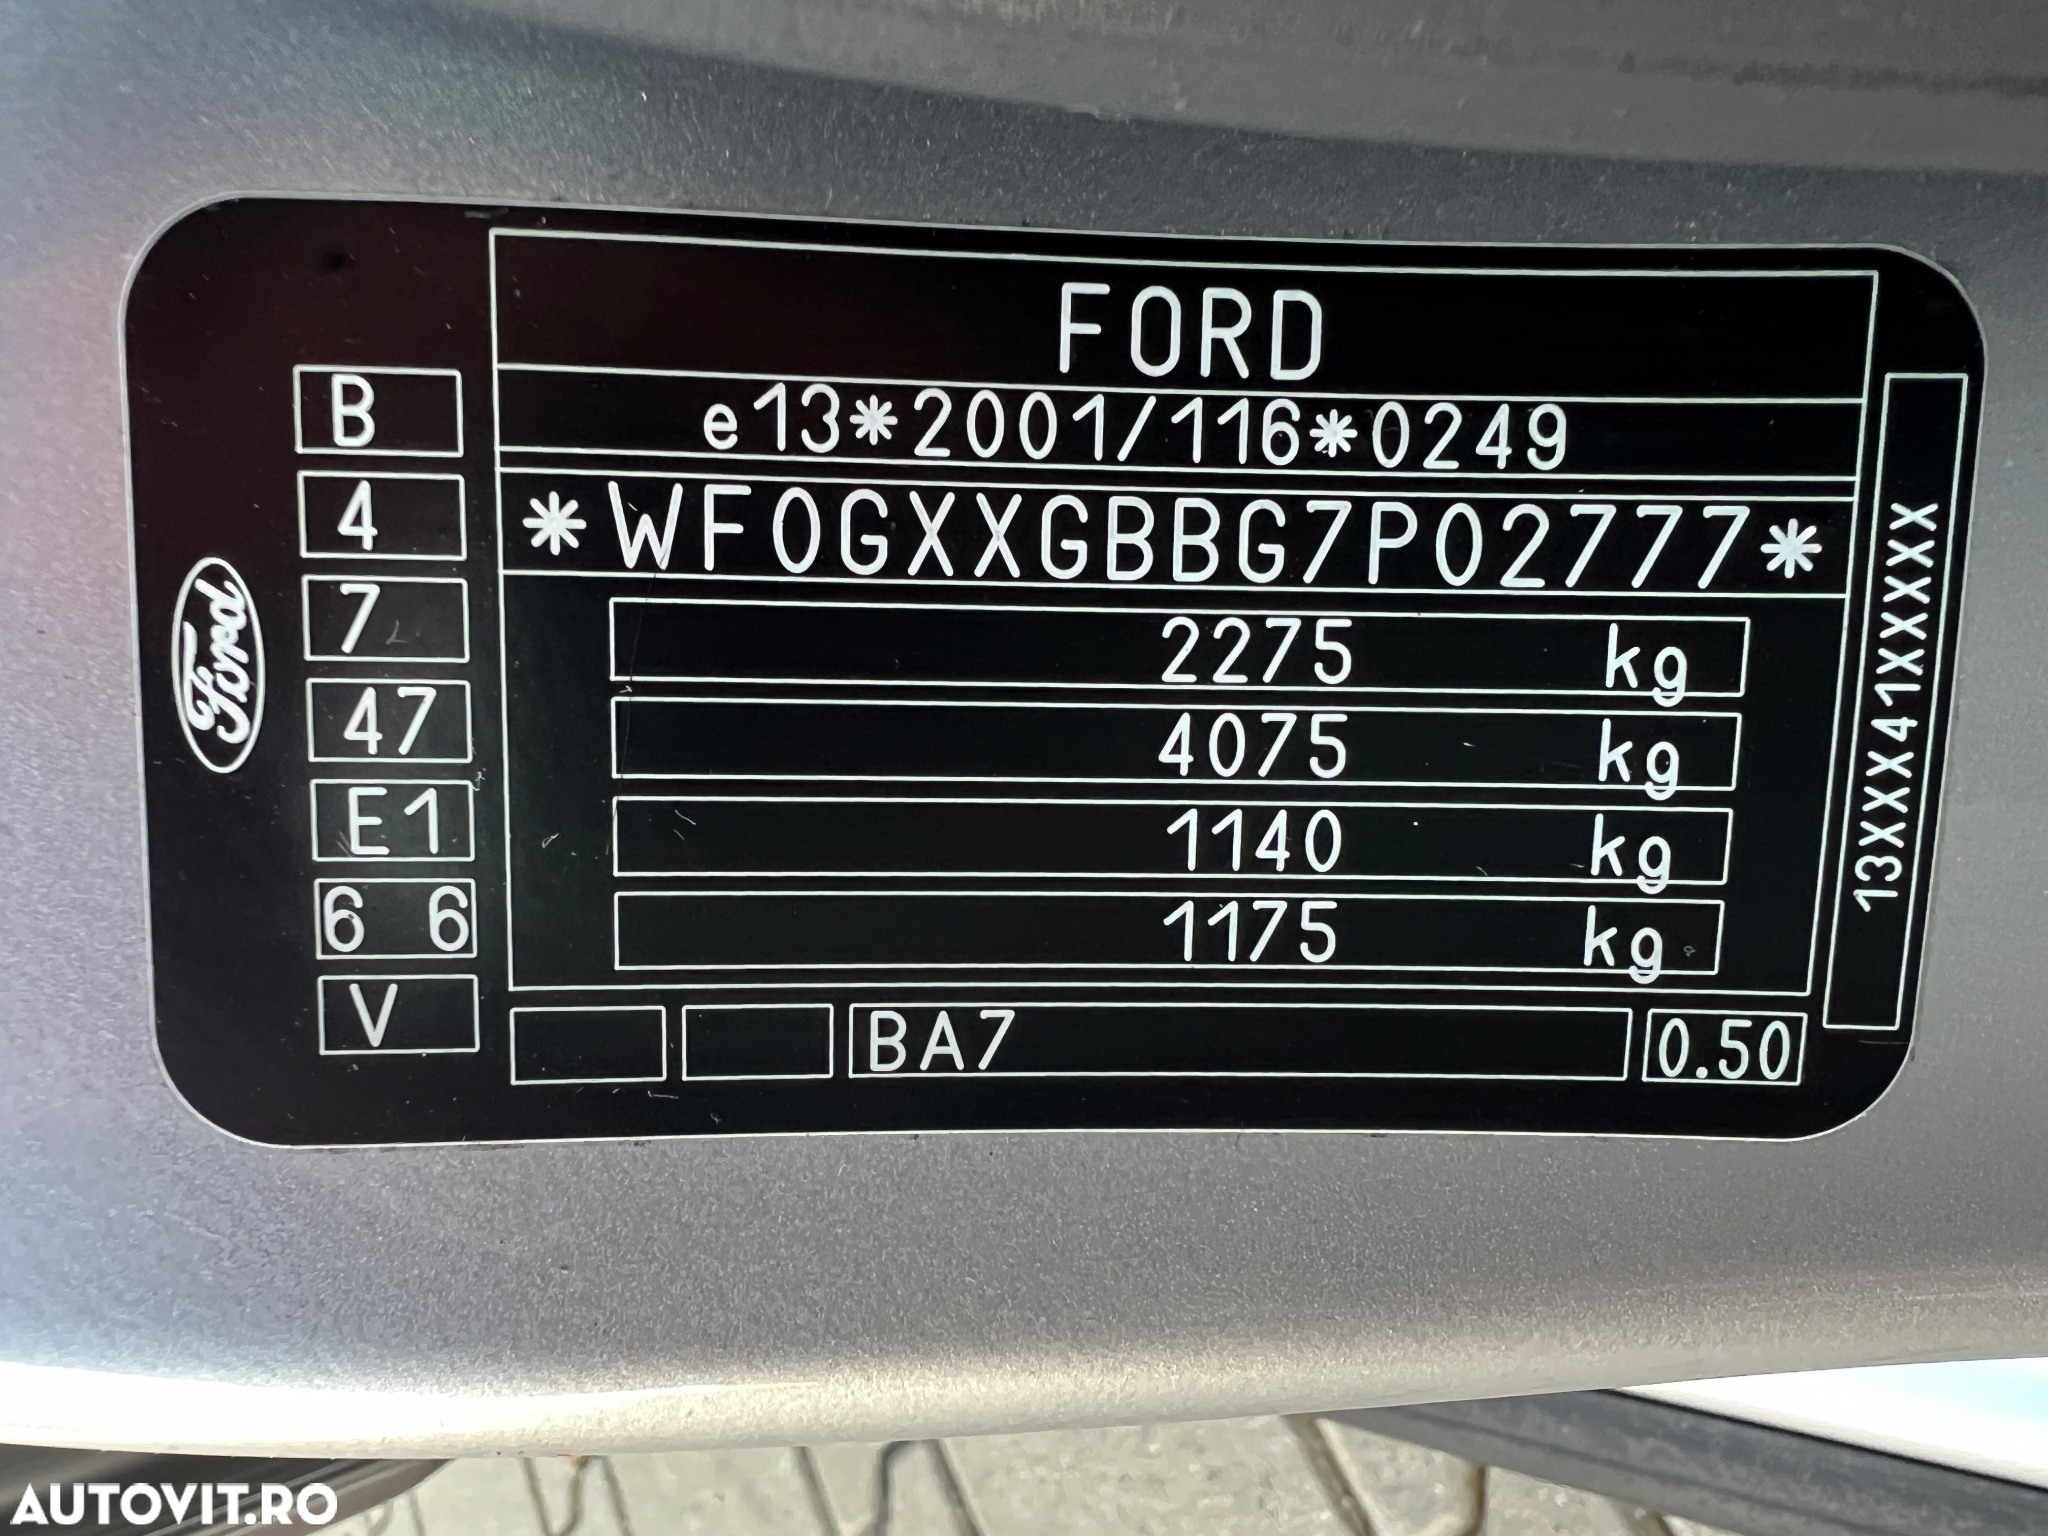 FORD
e13*2001/116*0249
*WF0GXXGBBG7P02777*
2275 kg
4075 kg
1140 kg
1175 kg
BA7
0.50
B
4
7
47
E1
6 6
V
Ford
13XXX41XXXXX
AUTOVIT.RO